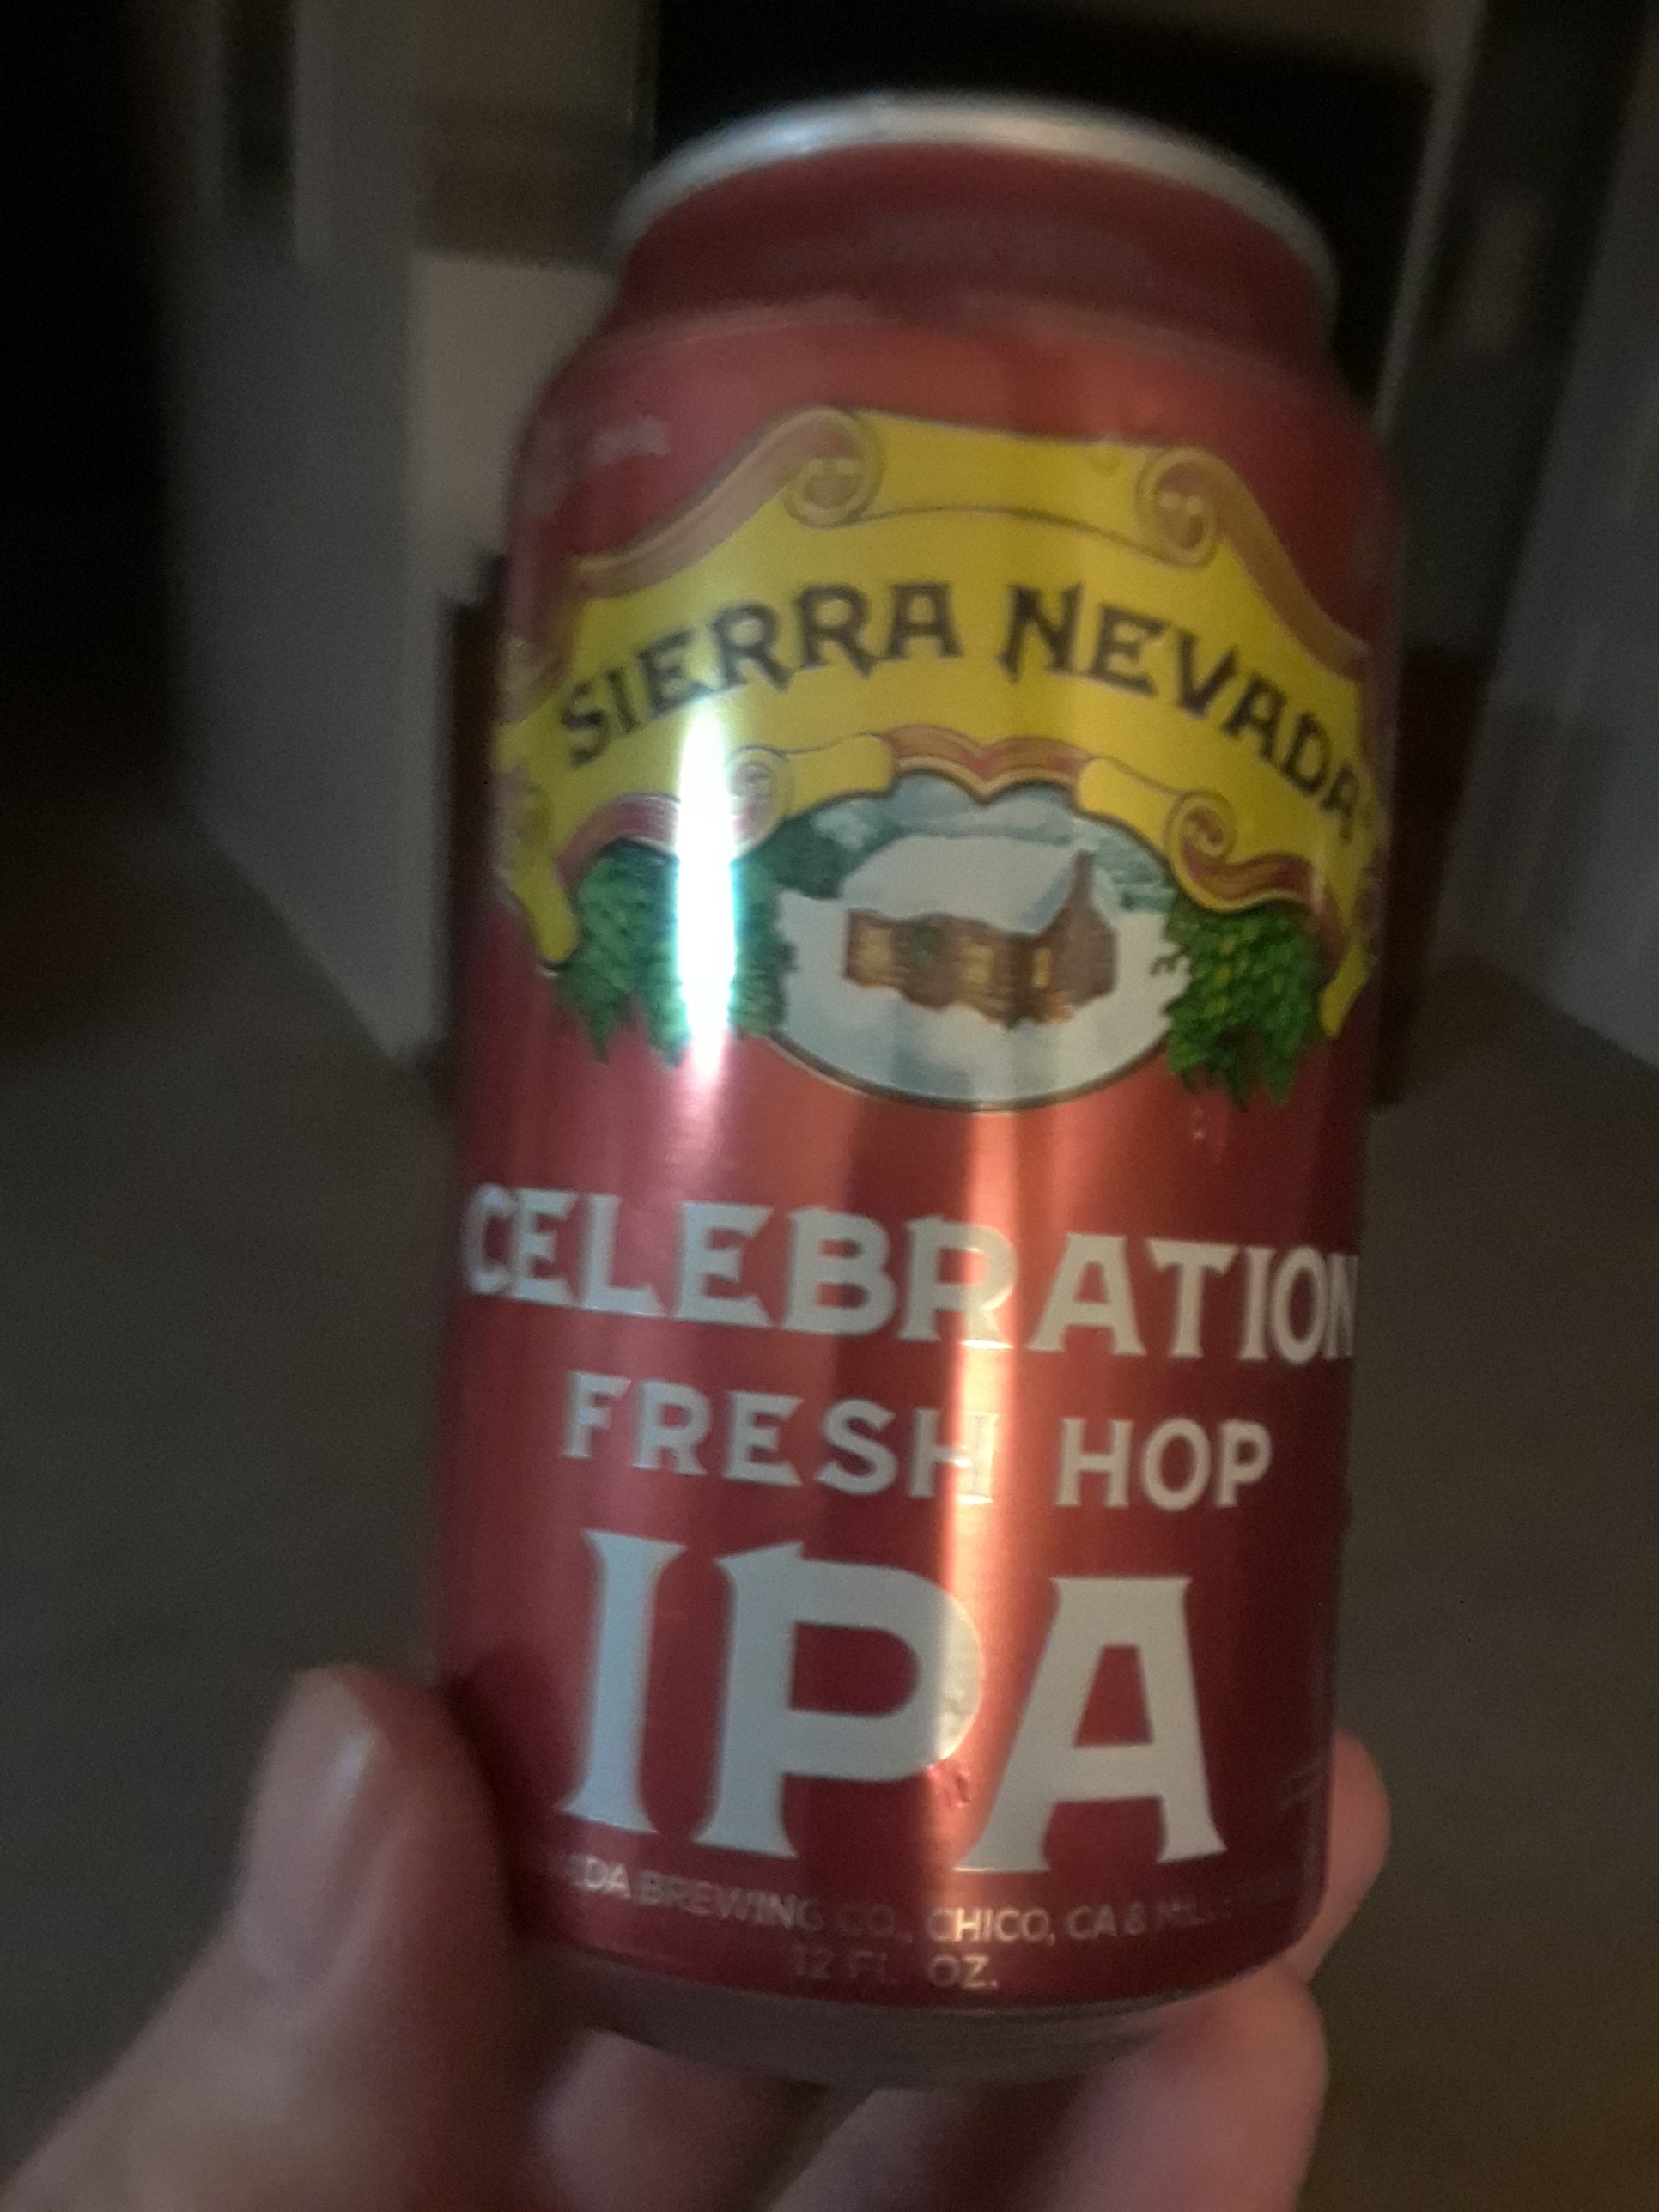 SIERRA NEVADA
CELEBRATION
FRESH HOP
IPA
BREWING CO., CHICO, CA &
12 FL. OZ.